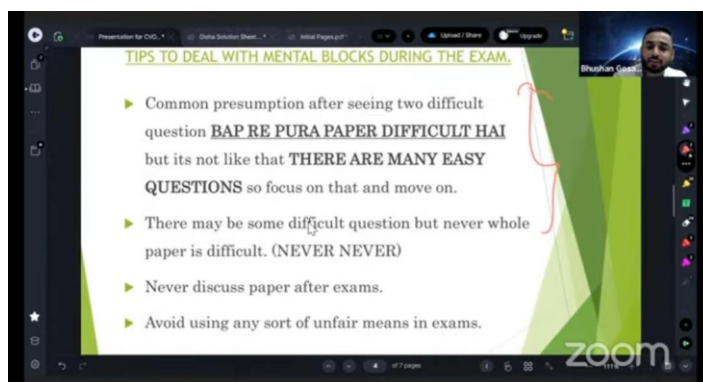 Presentation for CVO...*
Disha Solution Sheet...*
Initial Pages.pdf*
Upload / Share
Upgrade
Bhushan Gosa...
TIPS TO DEAL WITH MENTAL BLOCKS DURING THE EXAM.
Common presumption after seeing two difficult
question BAP RE PURA PAPER DIFFICULT HAI
but its not like that THERE ARE MANY EASY
QUESTIONS so focus on that and move on.
There may be some difficult question but never whole
paper is difficult. (NEVER NEVER)
Never discuss paper after exams.
Avoid using any sort of unfair means in exams.
4 of 7 pages
zoom